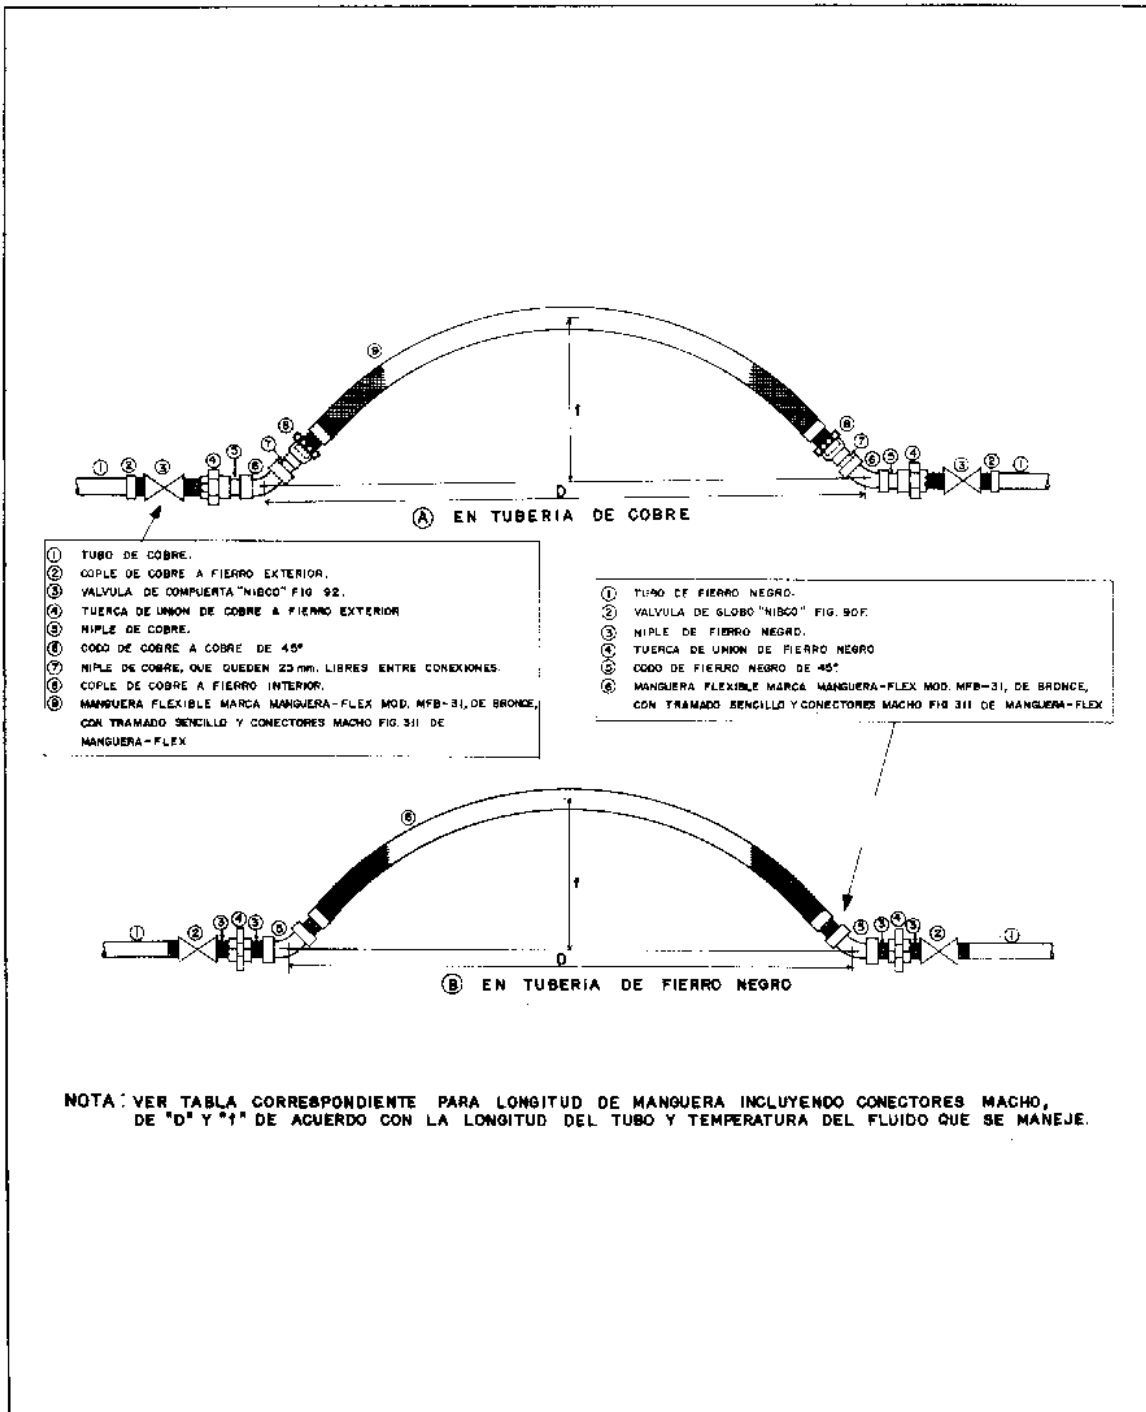 9
8
8
7
7
6
6
5
5
4
4
3
3
2
2
1
1
f
D
A EN TUBERIA DE COBRE
1 TUBO DE COBRE.
2 COPLE DE COBRE A FIERRO EXTERIOR.
3 VALVULA DE COMPUERTA "NIBCO" FIG 92.
4 TUERCA DE UNION DE COBRE A FIERRO EXTERIOR
5 NIPLE DE COBRE.
6 CODO DE COBRE A COBRE DE 45°
7 NIPLE DE COBRE, QUE QUEDEN 25 mm. LIBRES ENTRE CONEXIONES.
8 COPLE DE COBRE A FIERRO INTERIOR.
9 MANGUERA FLEXIBLE MARCA MANGUERA-FLEX MOD. MFB-31, DE BRONCE,
CON TRAMADO SENCILLO Y CONECTORES MACHO FIG. 311 DE
MANGUERA-FLEX
1 TUBO DE FIERRO NEGRO.
2 VALVULA DE GLOBO "NIBCO" FIG. 90F.
3 NIPLE DE FIERRO NEGRO.
4 TUERCA DE UNION DE FIERRO NEGRO
5 CODO DE FIERRO NEGRO DE 45°
6 MANGUERA FLEXIBLE MARCA MANGUERA-FLEX MOD. MFB-31, DE BRONCE,
CON TRAMADO SENCILLO Y CONECTORES MACHO FIG 311 DE MANGUERA-FLEX
6
f
1 2 3 4 3 5
5 3 4 3 2 1
D
B EN TUBERIA DE FIERRO NEGRO
NOTA: VER TABLA CORRESPONDIENTE PARA LONGITUD DE MANGUERA INCLUYENDO CONECTORES MACHO,
DE "D" Y "f" DE ACUERDO CON LA LONGITUD DEL TUBO Y TEMPERATURA DEL FLUIDO QUE SE MANEJE.